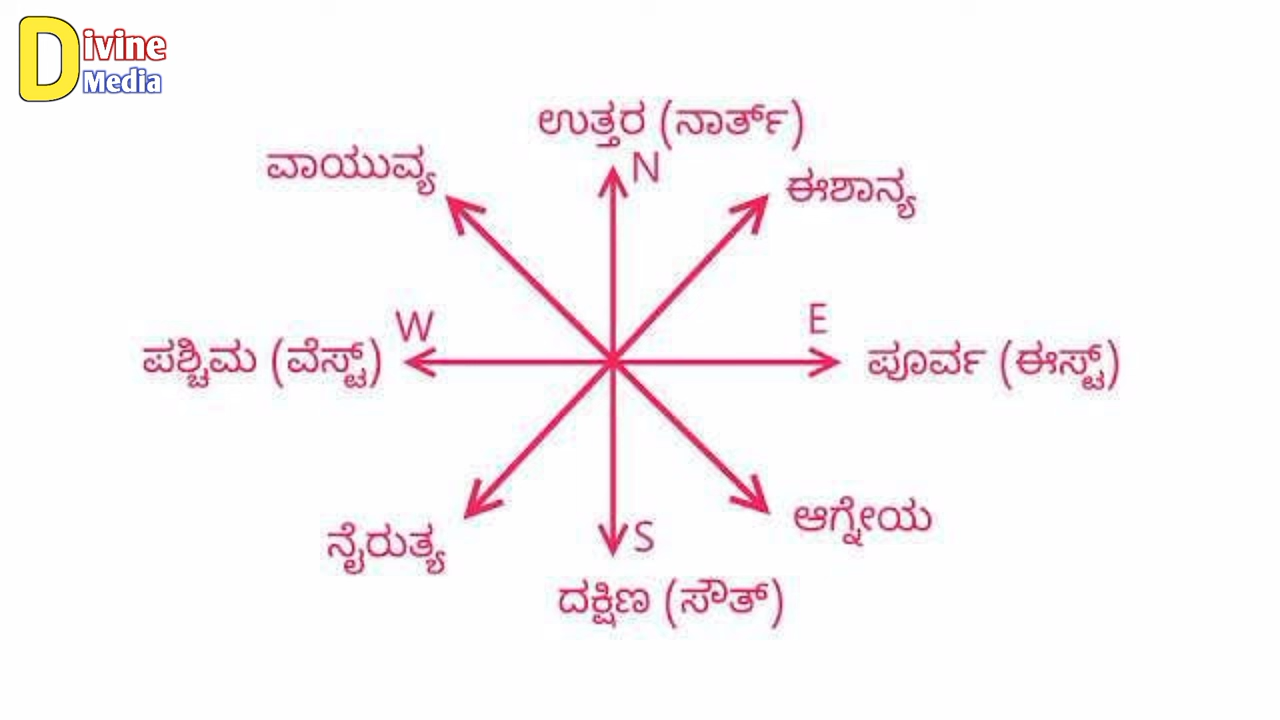 Divine
Media
ಉತ್ತರ (ನಾರ್ತ್)
N
ವಾಯುವ್ಯ
ಈಶಾನ್ಯ
W
E
ಪಶ್ಚಿಮ (ವೆಸ್ಟ್)
ಪೂರ್ವ (ಈಸ್ಟ್)
ನೈರುತ್ಯ
ಆಗ್ನೇಯ
S
ದಕ್ಷಿಣ (ಸೌತ್)